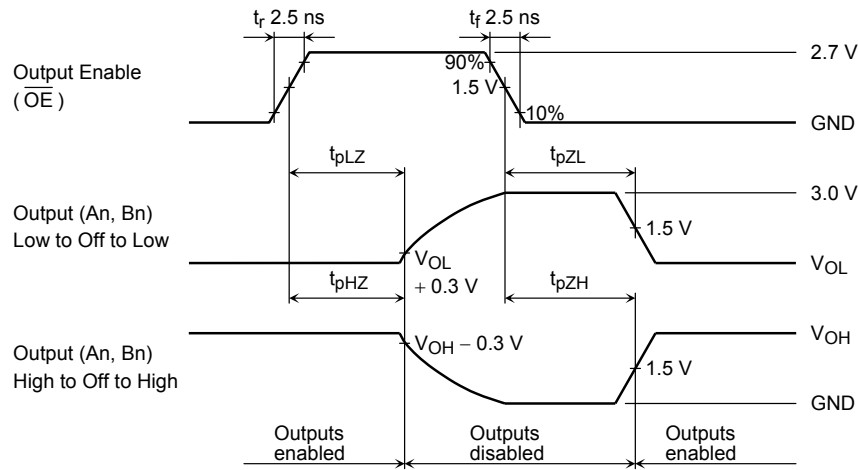 tr 2.5 ns
tf 2.5 ns
Output Enable
( OE )
90%
1.5 V
10%
2.7 V
GND
tpLZ
tpZL
Output (An, Bn)
Low to Off to Low
3.0 V
1.5 V
VOL
+ 0.3 V
VOL
tpHZ
tpZH
Output (An, Bn)
High to Off to High
VOH − 0.3 V
1.5 V
VOH
GND
Outputs
enabled
Outputs
disabled
Outputs
enabled